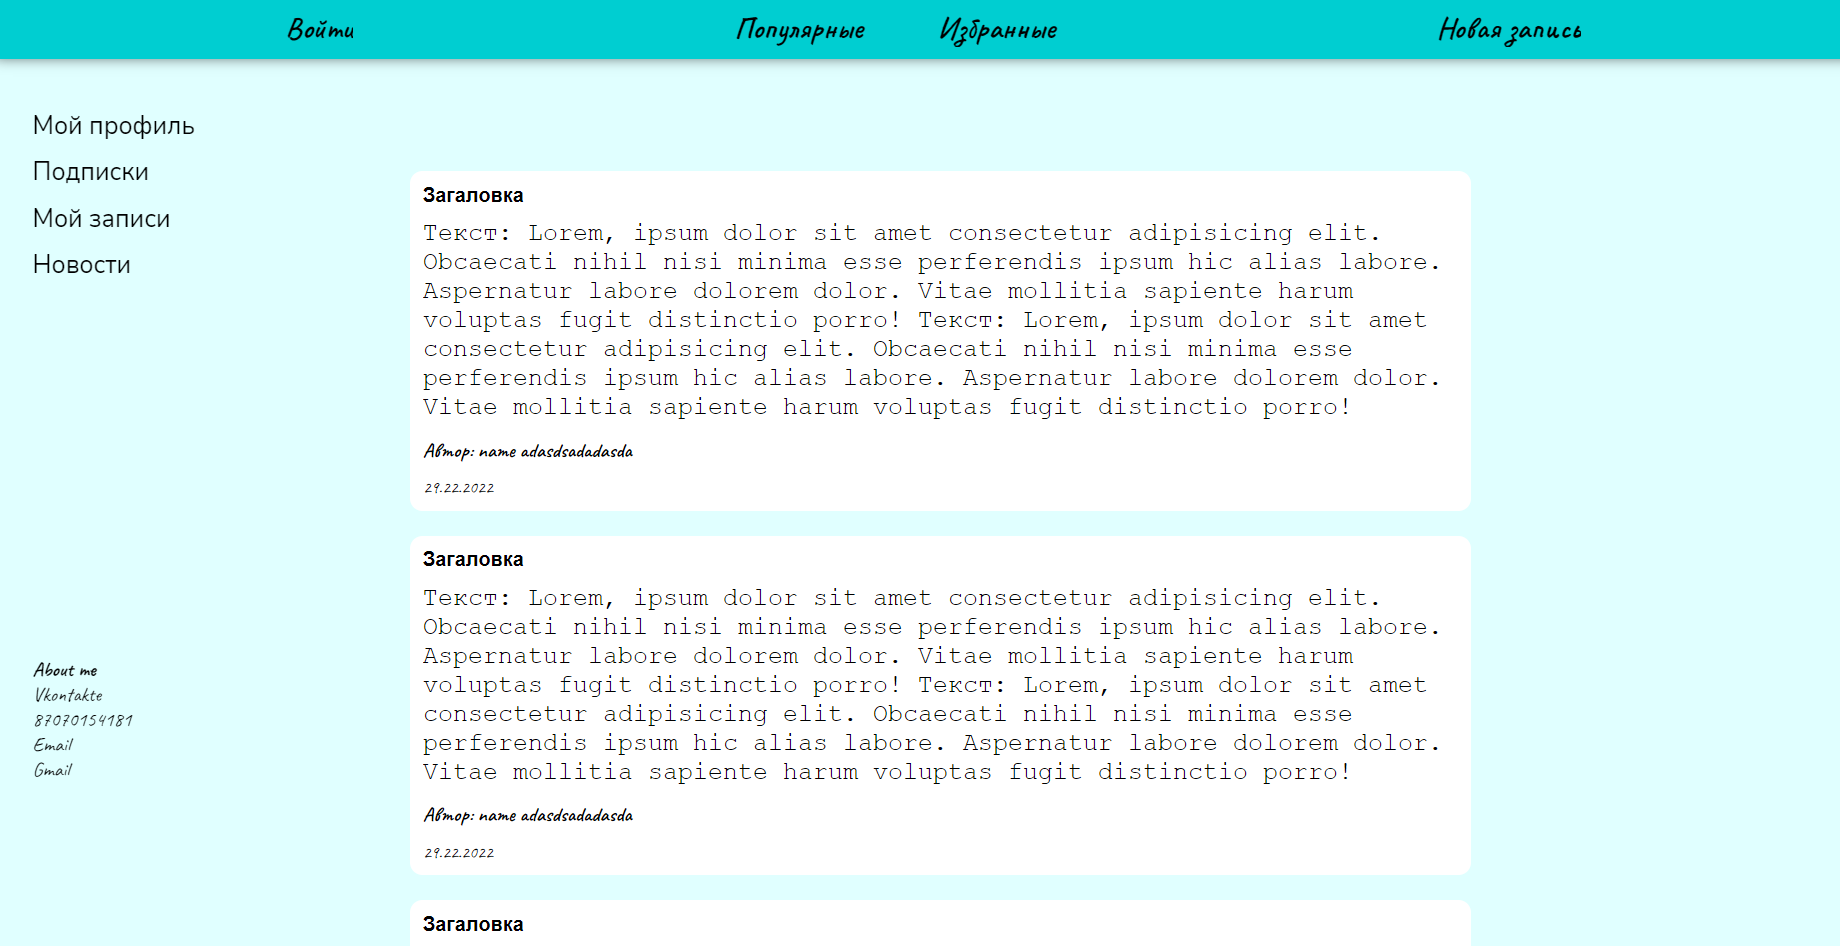 Войти
Популярные
Избранные
Новая запись
Мой профиль
Подписки
Мой записи
Новости
About me
Vkontakte
87070154181
Email
Gmail
Загаловка
Текст: Lorem, ipsum dolor sit amet consectetur adipisicing elit.
Obcaecati nihil nisi minima esse perferendis ipsum hic alias labore.
Aspernatur labore dolorem dolor. Vitae mollitia sapiente harum
voluptas fugit distinctio porro! Текст: Lorem, ipsum dolor sit amet
consectetur adipisicing elit. Obcaecati nihil nisi minima esse
perferendis ipsum hic alias labore. Aspernatur labore dolorem dolor.
Vitae mollitia sapiente harum voluptas fugit distinctio porro!
Автор: name adasdsadadasda
29.22.2022
Загаловка
Текст: Lorem, ipsum dolor sit amet consectetur adipisicing elit.
Obcaecati nihil nisi minima esse perferendis ipsum hic alias labore.
Aspernatur labore dolorem dolor. Vitae mollitia sapiente harum
voluptas fugit distinctio porro! Текст: Lorem, ipsum dolor sit amet
consectetur adipisicing elit. Obcaecati nihil nisi minima esse
perferendis ipsum hic alias labore. Aspernatur labore dolorem dolor.
Vitae mollitia sapiente harum voluptas fugit distinctio porro!
Автор: name adasdsadadasda
29.22.2022
Загаловка